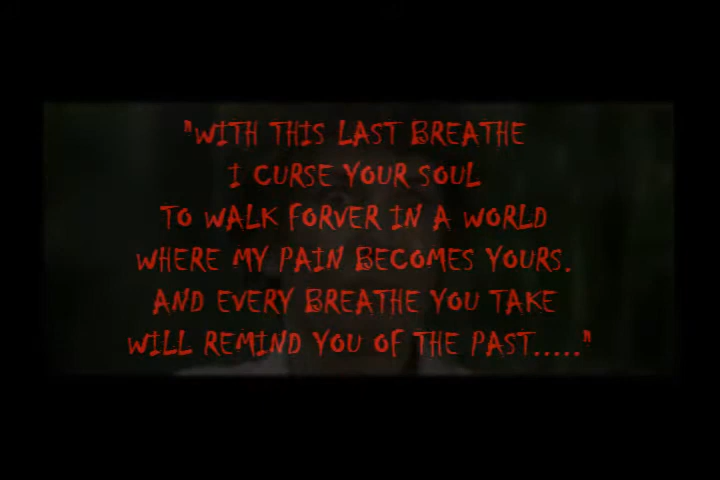 "WITH THIS LAST BREATHE
I CURSE YOUR SOUL
TO WALK FORVER IN A WORLD
WHERE MY PAIN BECOMES YOURS.
AND EVERY BREATHE YOU TAKE
WILL REMIND YOU OF THE PAST....."